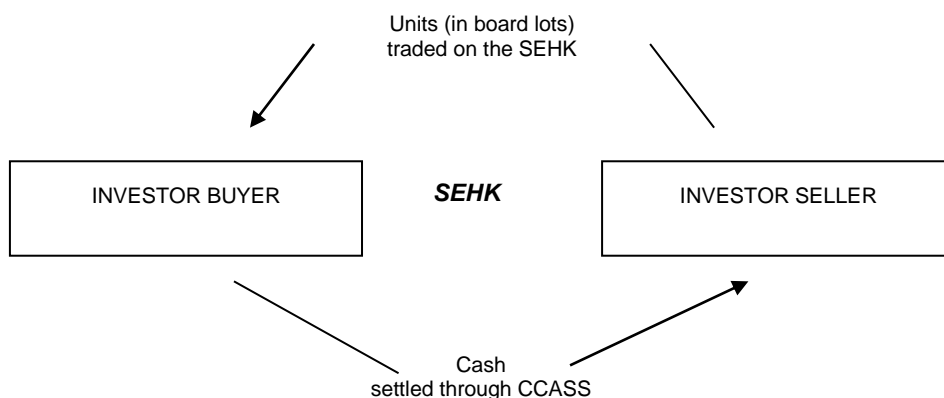 Units (in board lots)
traded on the SEHK
INVESTOR BUYER
SEHK
INVESTOR SELLER
Cash
settled through CCASS